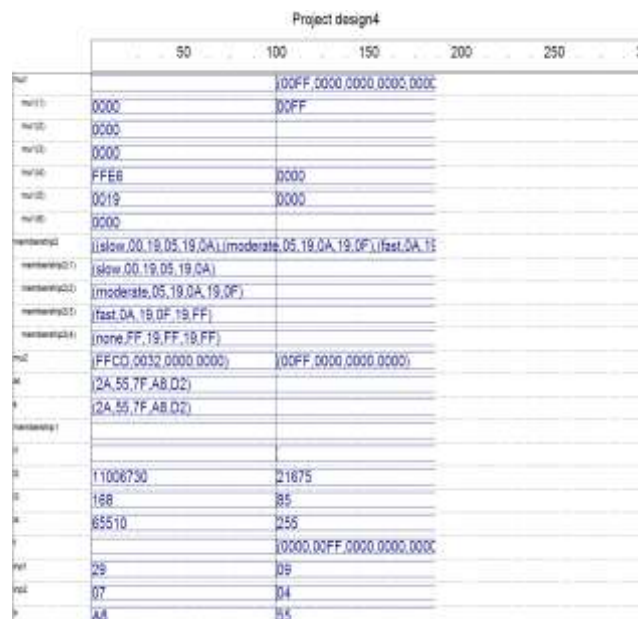 Project design4
50 100 150 200 250
(00FF,0000,0000,0000,0000
0000 00FF
0000
0000
FFE6 0000
0019 0000
0000
((slow,00,19,05,19,0A),(moderate,05,19,0A,19,0F),(fast,0A,19
(slow,00,19,05,19,0A)
(moderate,05,19,0A,19,0F)
(fast,0A,19,0F,19,FF)
(none,FF,19,FF,19,FF)
(FFCD,0032,0000,0000) (00FF,0000,0000,0000)
(2A,55,7F,A8,D2)
(2A,55,7F,A8,D2)
membership1
11006730 21675
168 85
65510 255
(0000,00FF,0000,0000,0000
inp1 29 09
inp2 07 04
A8 55